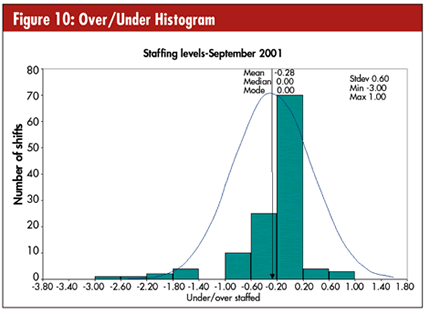 Figure 10: Over/Under Histogram
Staffing levels-September 2001
Mean -0.28
Median 0.00
Mode 0.00
Stdev 0.60
Min -3.00
Max 1.00
Number of shifts
80
70
60
50
40
30
20
10
0
-3.80 -3.40 -3.00 -2.60 -2.20 -1.80 -1.40 -1.00 -0.60 -0.20 0.20 0.60 1.00 1.40 1.80
Under/over staffed